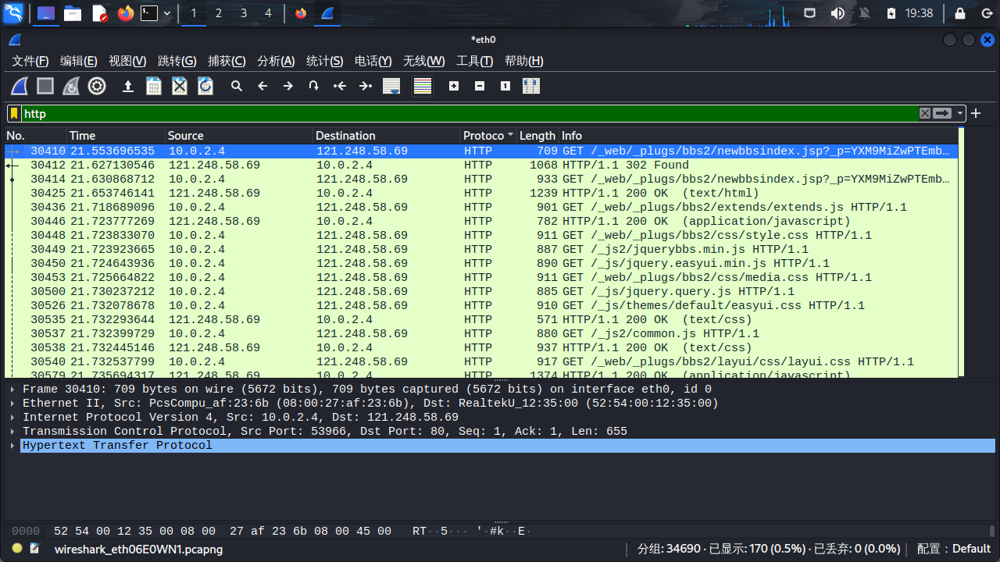 1 2 3 4 19:38
*eth0
文件(F) 编辑(E) 视图(V) 跳转(G) 捕获(C) 分析(A) 统计(S) 电话(Y) 无线(W) 工具(T) 帮助(H)
http
No. Time Source Destination Protoco Length Info
30410 21.553696535 10.0.2.4 121.248.58.69 HTTP 709 GET /_web/_plugs/bbs2/newbbsindex.jsp?_p=YXM9MiZwPTEmb…
30412 21.627130546 121.248.58.69 10.0.2.4 HTTP 1068 HTTP/1.1 302 Found
30414 21.630868712 10.0.2.4 121.248.58.69 HTTP 933 GET /_web/_plugs/bbs2/newbbsindex.jsp?_p=YXM9MiZwPTEmb…
30425 21.653746141 121.248.58.69 10.0.2.4 HTTP 1239 HTTP/1.1 200 OK (text/html)
30436 21.718689096 10.0.2.4 121.248.58.69 HTTP 901 GET /_web/_plugs/bbs2/extends/extends.js HTTP/1.1
30446 21.723777269 121.248.58.69 10.0.2.4 HTTP 782 HTTP/1.1 200 OK (application/javascript)
30448 21.723833070 10.0.2.4 121.248.58.69 HTTP 911 GET /_web/_plugs/bbs2/css/style.css HTTP/1.1
30449 21.723923665 10.0.2.4 121.248.58.69 HTTP 887 GET /_js2/jquerybbs.min.js HTTP/1.1
30450 21.724643936 10.0.2.4 121.248.58.69 HTTP 890 GET /_js/jquery.easyui.min.js HTTP/1.1
30453 21.725664822 10.0.2.4 121.248.58.69 HTTP 911 GET /_web/_plugs/bbs2/css/media.css HTTP/1.1
30500 21.730237212 10.0.2.4 121.248.58.69 HTTP 885 GET /_js/jquery.query.js HTTP/1.1
30526 21.732078678 10.0.2.4 121.248.58.69 HTTP 910 GET /_js/themes/default/easyui.css HTTP/1.1
30535 21.732293644 121.248.58.69 10.0.2.4 HTTP 571 HTTP/1.1 200 OK (text/css)
30537 21.732399729 10.0.2.4 121.248.58.69 HTTP 880 GET /_js2/common.js HTTP/1.1
30538 21.732445146 121.248.58.69 10.0.2.4 HTTP 937 HTTP/1.1 200 OK (text/css)
30540 21.732537799 10.0.2.4 121.248.58.69 HTTP 917 GET /_web/_plugs/bbs2/layui/css/layui.css HTTP/1.1
30579 21.735694317 121.248.58.69 10.0.2.4 HTTP 1374 HTTP/1.1 200 OK (application/javascript)
Frame 30410: 709 bytes on wire (5672 bits), 709 bytes captured (5672 bits) on interface eth0, id 0
Ethernet II, Src: PcsCompu_af:23:6b (08:00:27:af:23:6b), Dst: RealtekU_12:35:00 (52:54:00:12:35:00)
Internet Protocol Version 4, Src: 10.0.2.4, Dst: 121.248.58.69
Transmission Control Protocol, Src Port: 53966, Dst Port: 80, Seq: 1, Ack: 1, Len: 655
Hypertext Transfer Protocol
0000 52 54 00 12 35 00 08 00 27 af 23 6b 08 00 45 00 RT··5··· '·#k··E·
wireshark_eth06E0WN1.pcapng 分组: 34690 · 已显示: 170 (0.5%) · 已丢弃: 0 (0.0%) 配置：Default